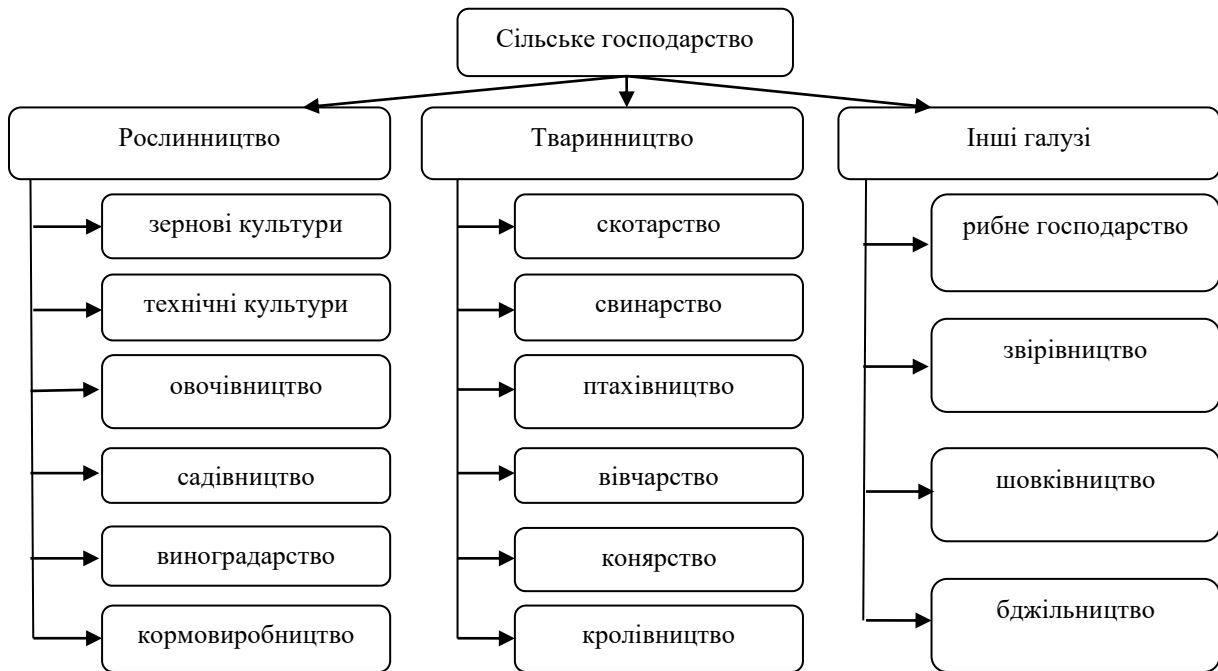 Сільське господарство
Рослинництво
зернові культури
технічні культури
овочівництво
садівництво
виноградарство
кормовиробництво
Тваринництво
скотарство
свинарство
птахівництво
вівчарство
конярство
кролівництво
Інші галузі
рибне господарство
звірівництво
шовківництво
бджільництво